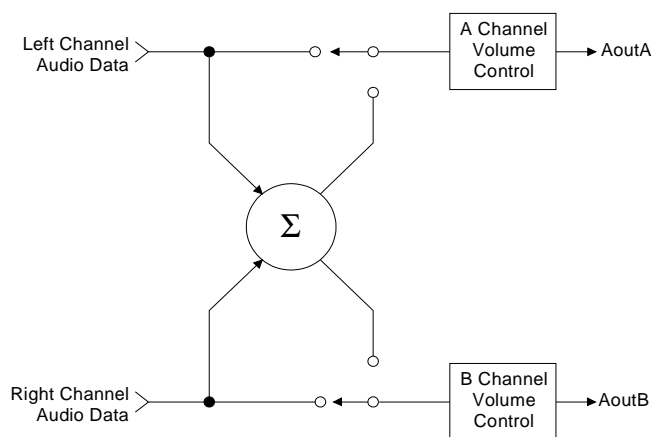 Left Channel
Audio Data
A Channel
Volume
Control
AoutA
Σ
Right Channel
Audio Data
B Channel
Volume
Control
AoutB